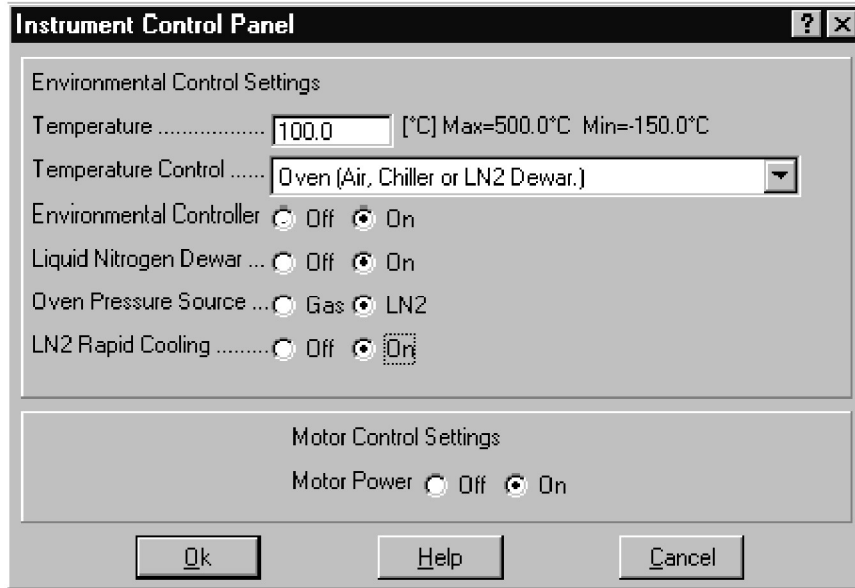 Instrument Control Panel
Environmental Control Settings
Temperature .................. 100.0 [°C] Max=500.0°C Min=-150.0°C
Temperature Control ...... Oven (Air, Chiller or LN2 Dewar.)
Environmental Controller Off On
Liquid Nitrogen Dewar ... Off On
Oven Pressure Source ... Gas LN2
LN2 Rapid Cooling ......... Off On
Motor Control Settings
Motor Power Off On
Ok Help Cancel